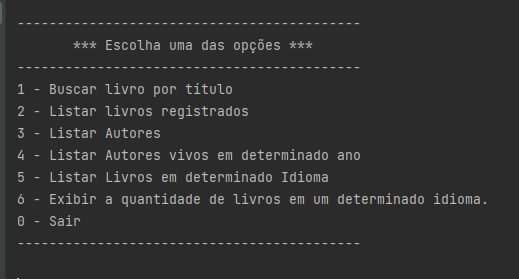 -------------------------------------------
*** Escolha uma das opções ***
-------------------------------------------
1 - Buscar livro por título
2 - Listar livros registrados
3 - Listar Autores
4 - Listar Autores vivos em determinado ano
5 - Listar Livros em determinado Idioma
6 - Exibir a quantidade de livros em um determinado idioma.
0 - Sair
-------------------------------------------